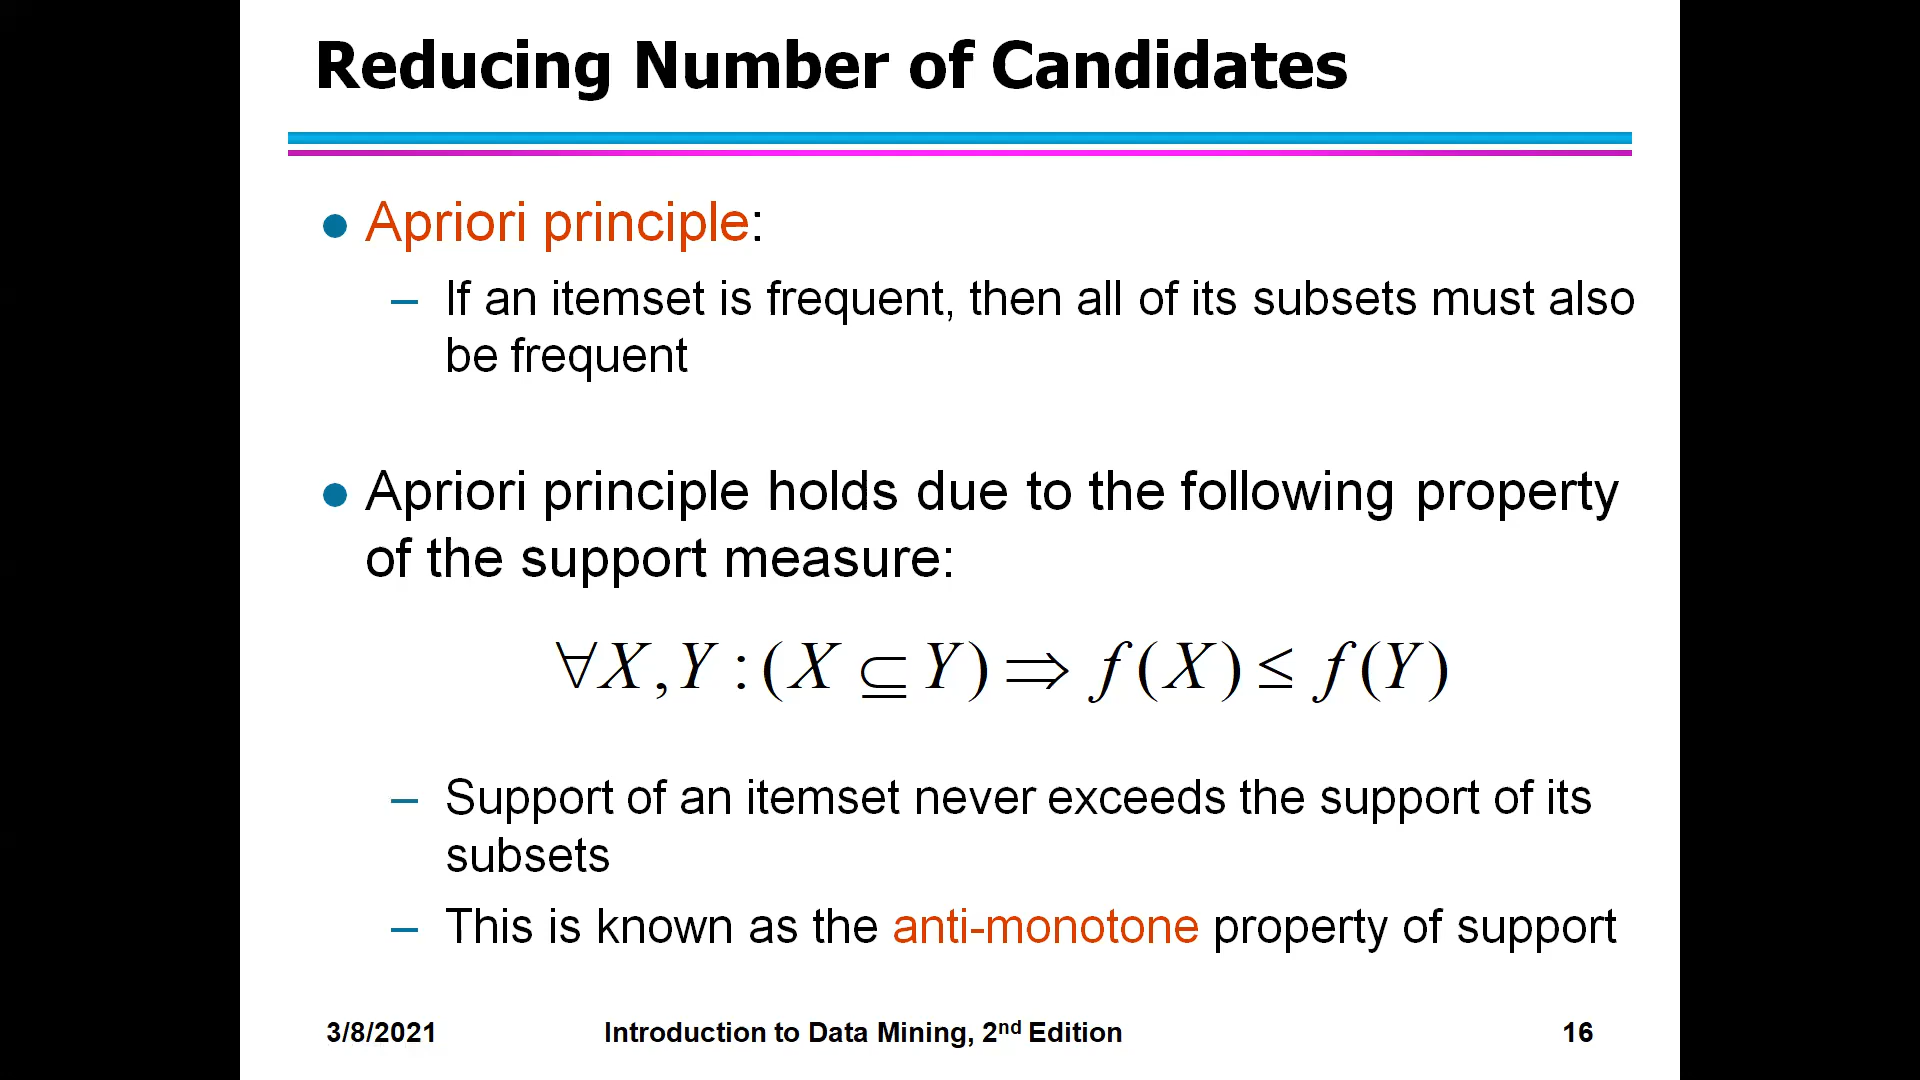 Reducing Number of Candidates
● Apriori principle:
– If an itemset is frequent, then all of its subsets must also
be frequent
● Apriori principle holds due to the following property
of the support measure:
∀X,Y : (X ⊆ Y) ⇒ f(X) ≤ f(Y)
– Support of an itemset never exceeds the support of its
subsets
– This is known as the anti-monotone property of support
3/8/2021 Introduction to Data Mining, 2nd Edition 16